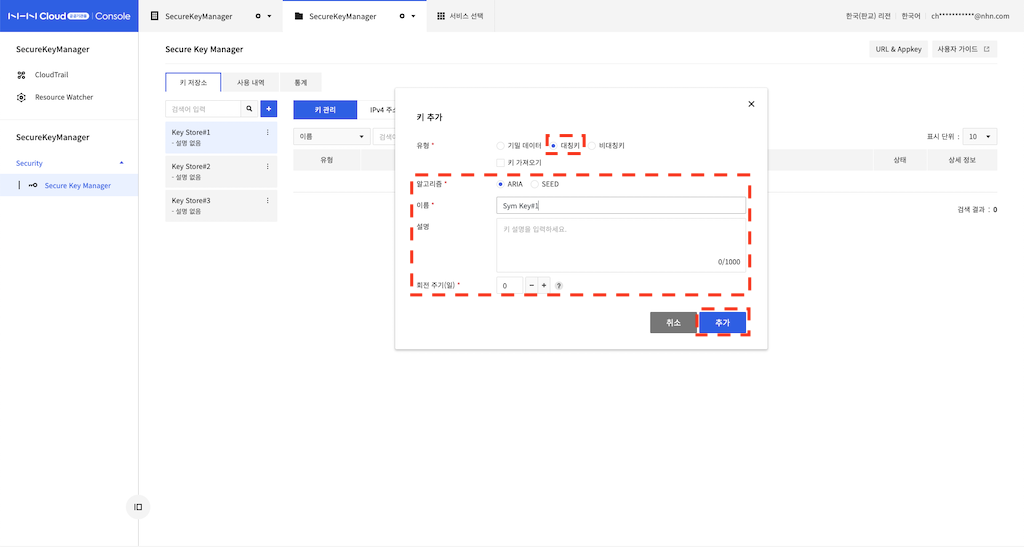 NHN Cloud 공공기관용 Console
SecureKeyManager
SecureKeyManager
서비스 선택
한국(판교) 리전
한국어
ch***********@nhn.com
SecureKeyManager
CloudTrail
Resource Watcher
SecureKeyManager
Security
Secure Key Manager
Secure Key Manager
URL & Appkey
사용자 가이드
키 저장소
사용 내역
통계
검색어 입력
+
Key Store#1
- 설명 없음
Key Store#2
- 설명 없음
Key Store#3
- 설명 없음
키 관리
IPv4 주소
이름
검색어
표시 단위 : 10
유형
상태
상세 정보
검색 결과 : 0
키 추가
유형 *
기밀 데이터
대칭키
비대칭키
키 가져오기
알고리즘 *
ARIA
SEED
이름 *
Sym Key#1
설명
키 설명을 입력하세요.
0/1000
회전 주기(일) *
0
− + ?
취소
추가